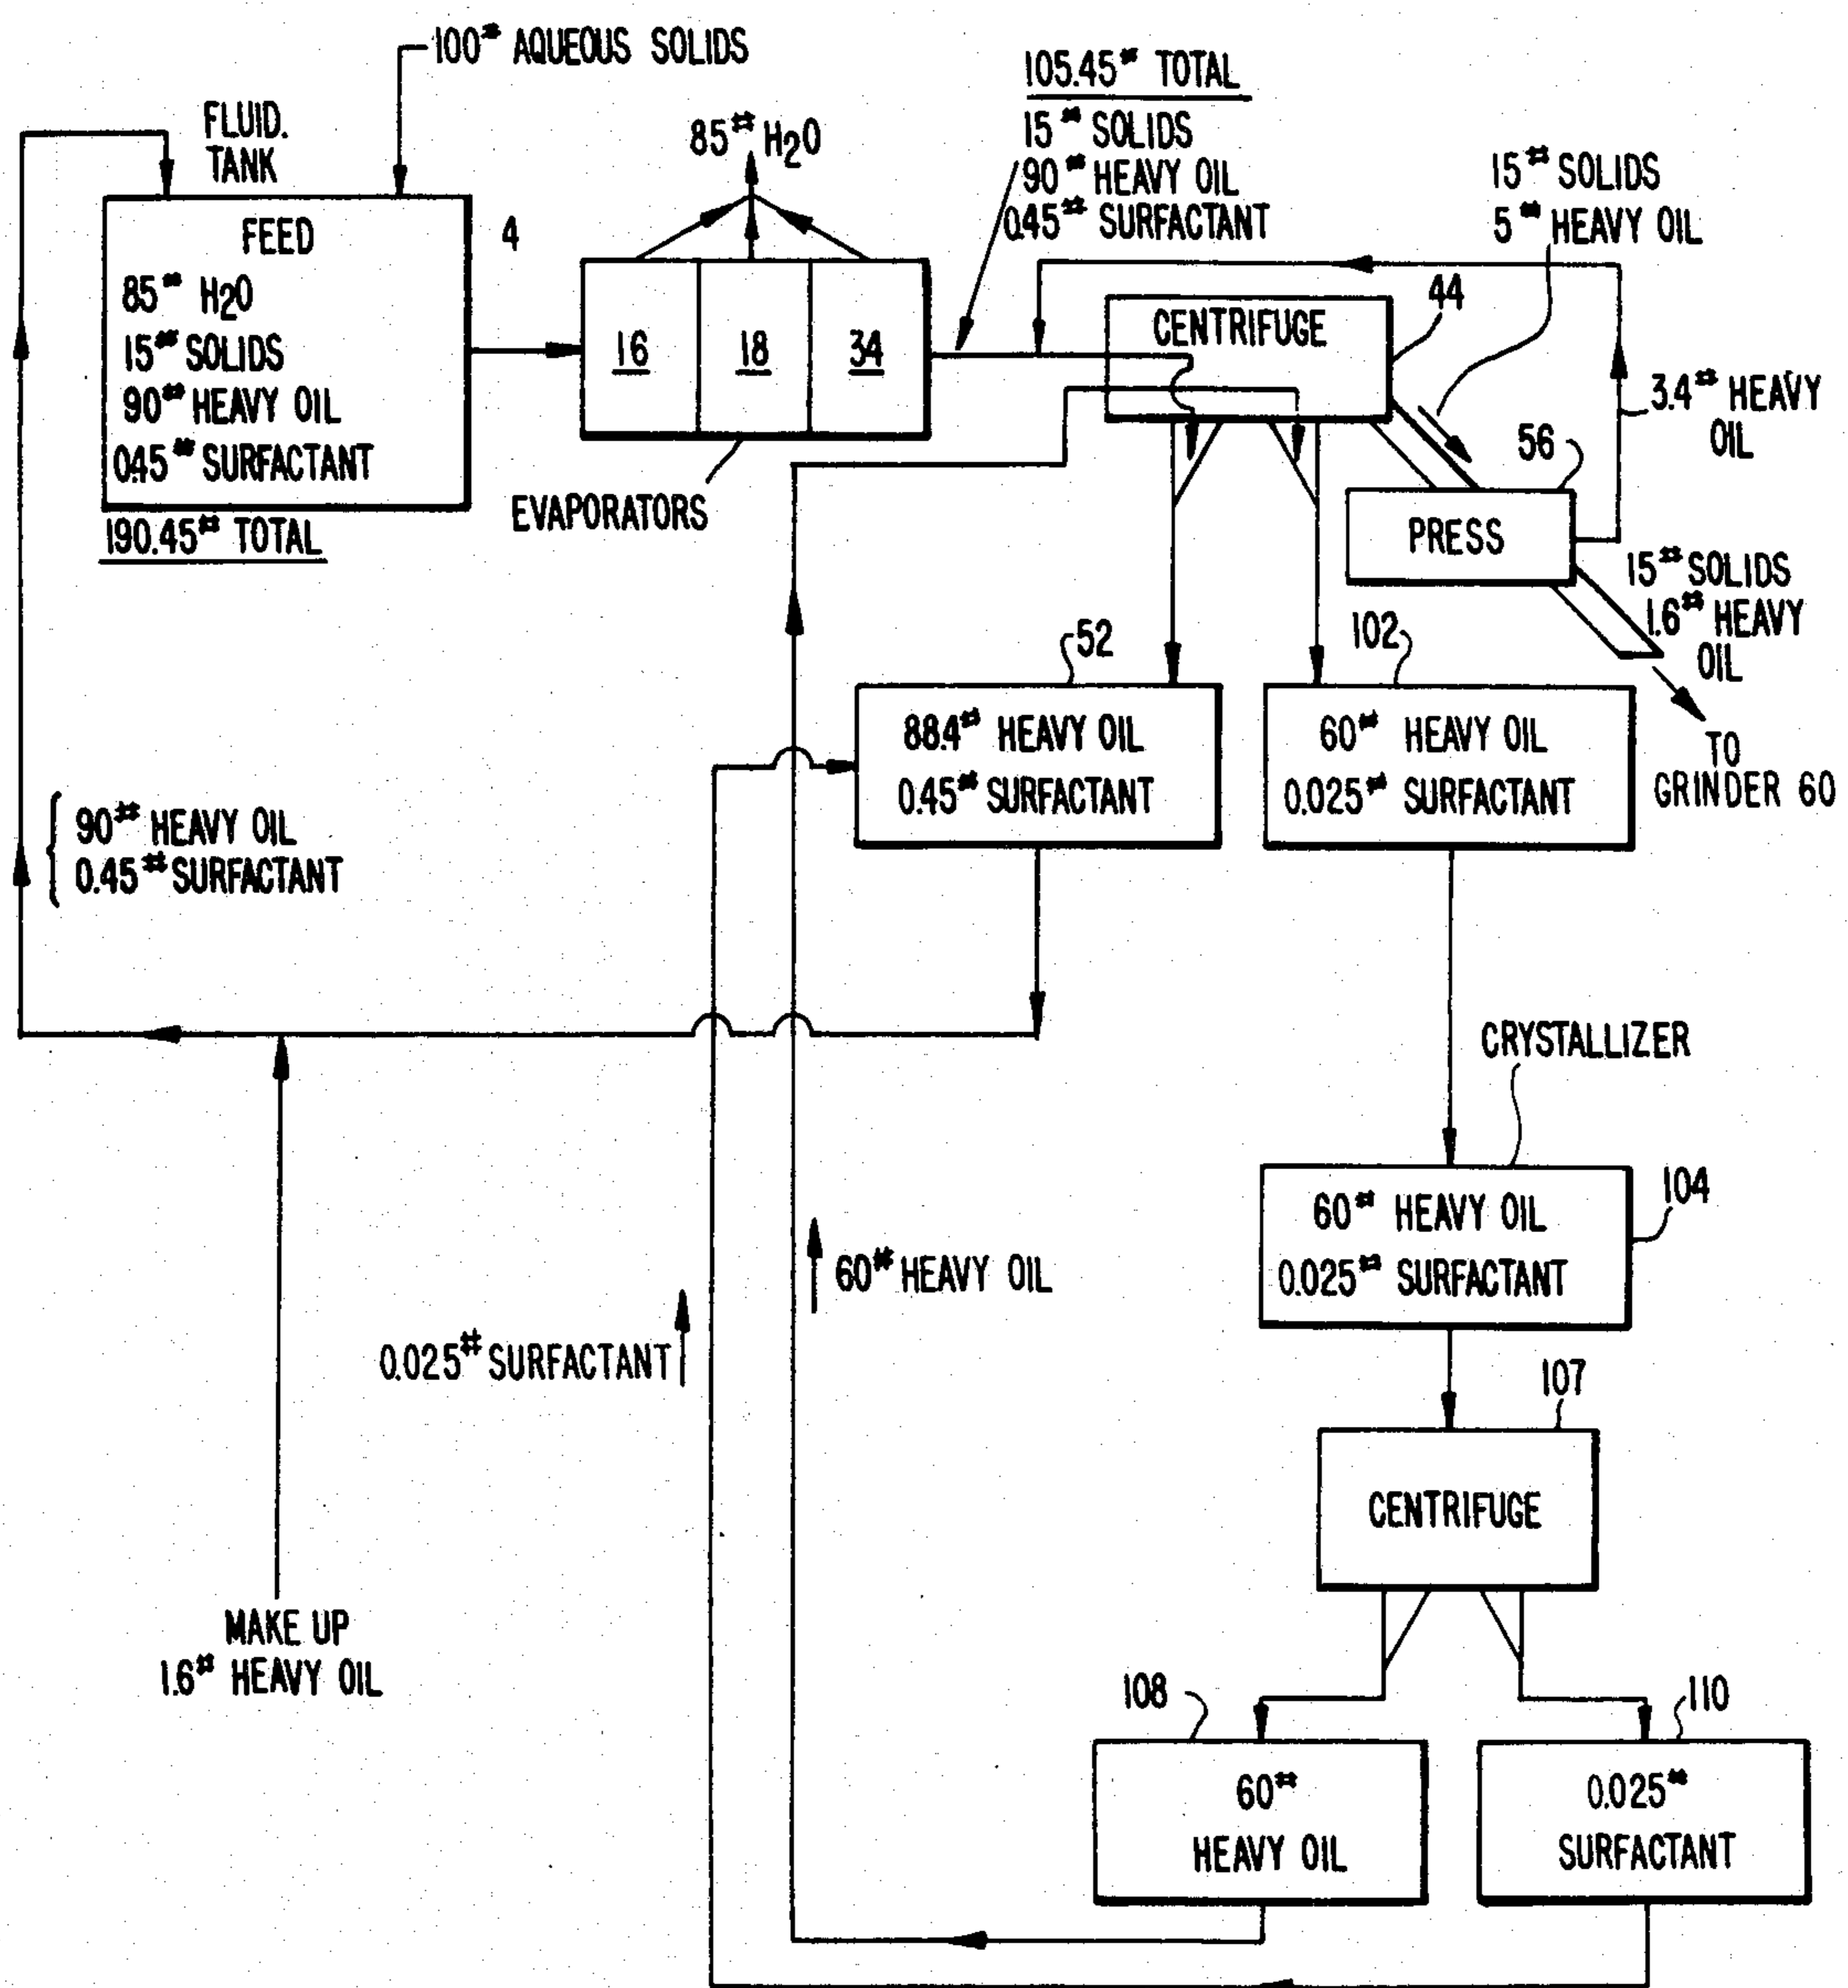 100# AQUEOUS SOLIDS
FLUID.
TANK
FEED
85# H2O
15# SOLIDS
90# HEAVY OIL
0.45# SURFACTANT
190.45# TOTAL
4
85# H2O
16
18
34
EVAPORATORS
105.45# TOTAL
15# SOLIDS
90# HEAVY OIL
0.45# SURFACTANT
15# SOLIDS
5# HEAVY OIL
CENTRIFUGE
44
3.4# HEAVY
OIL
56
PRESS
15# SOLIDS
1.6# HEAVY
OIL
TO
GRINDER 60
52
88.4# HEAVY OIL
0.45# SURFACTANT
102
60# HEAVY OIL
0.025# SURFACTANT
90# HEAVY OIL
0.45# SURFACTANT
CRYSTALLIZER
104
60# HEAVY OIL
0.025# SURFACTANT
60# HEAVY OIL
0.025# SURFACTANT
107
CENTRIFUGE
MAKE UP
1.6# HEAVY OIL
108
60#
HEAVY OIL
110
0.025#
SURFACTANT